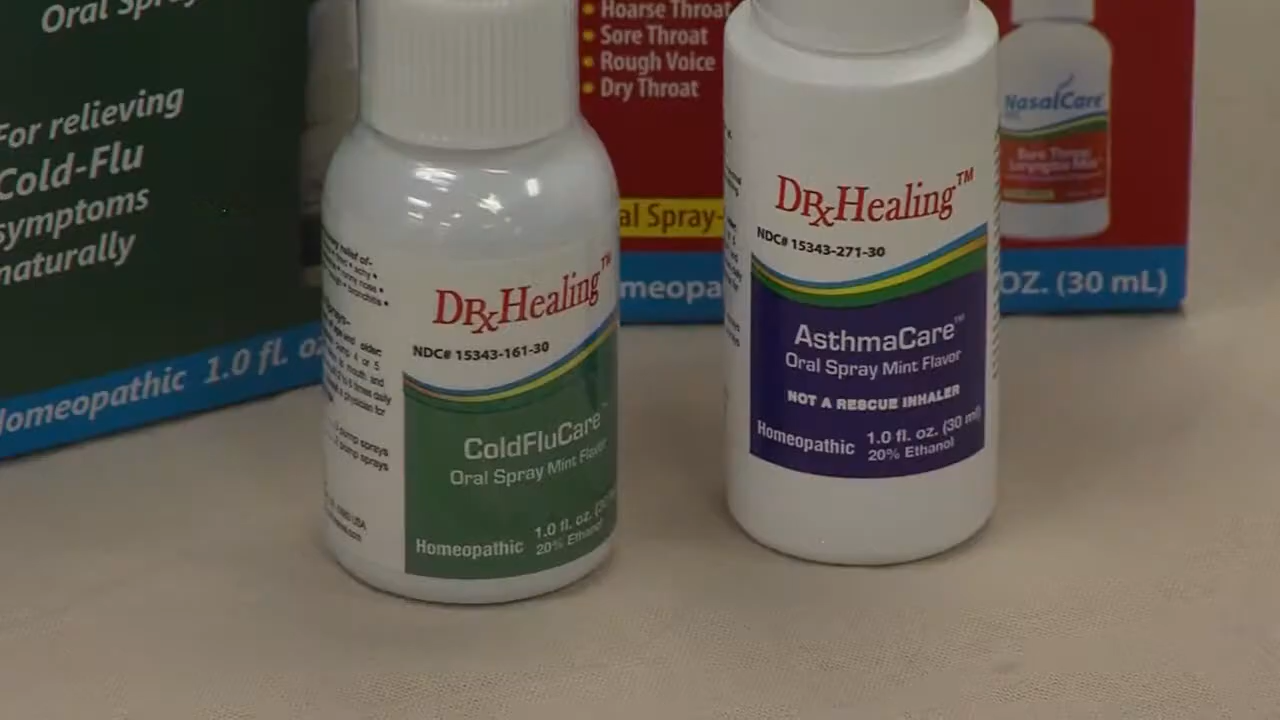 Oral Spray
For relieving
Cold-Flu
symptoms
naturally
Homeopathic 1.0 fl. oz
• Hoarse Throat
• Sore Throat
• Rough Voice
• Dry Throat
al Spray-
meopa
OZ. (30 mL)
NasalCare
DRxHealing™
NDC# 15343-161-30
ColdFluCare™
Oral Spray Mint Flavor
Homeopathic
1.0 fl. oz.
20% Ethanol
DRxHealing™
NDC# 15343-271-30
AsthmaCare™
Oral Spray Mint Flavor
NOT A RESCUE INHALER
Homeopathic
1.0 fl. oz. (30 ml)
20% Ethanol